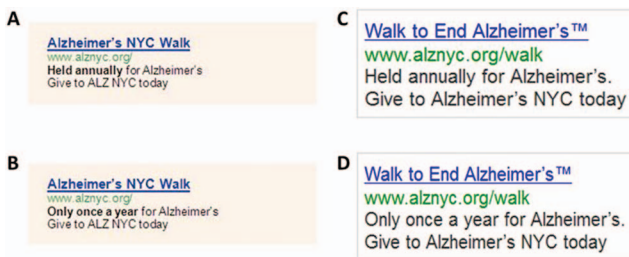 A
Alzheimer's NYC Walk
www.alznyc.org/
Held annually for Alzheimer's
Give to ALZ NYC today
B
Alzheimer's NYC Walk
www.alznyc.org/
Only once a year for Alzheimer's
Give to ALZ NYC today
C
Walk to End Alzheimer's™
www.alznyc.org/walk
Held annually for Alzheimer's.
Give to Alzheimer's NYC today
D
Walk to End Alzheimer's™
www.alznyc.org/walk
Only once a year for Alzheimer's.
Give to Alzheimer's NYC today